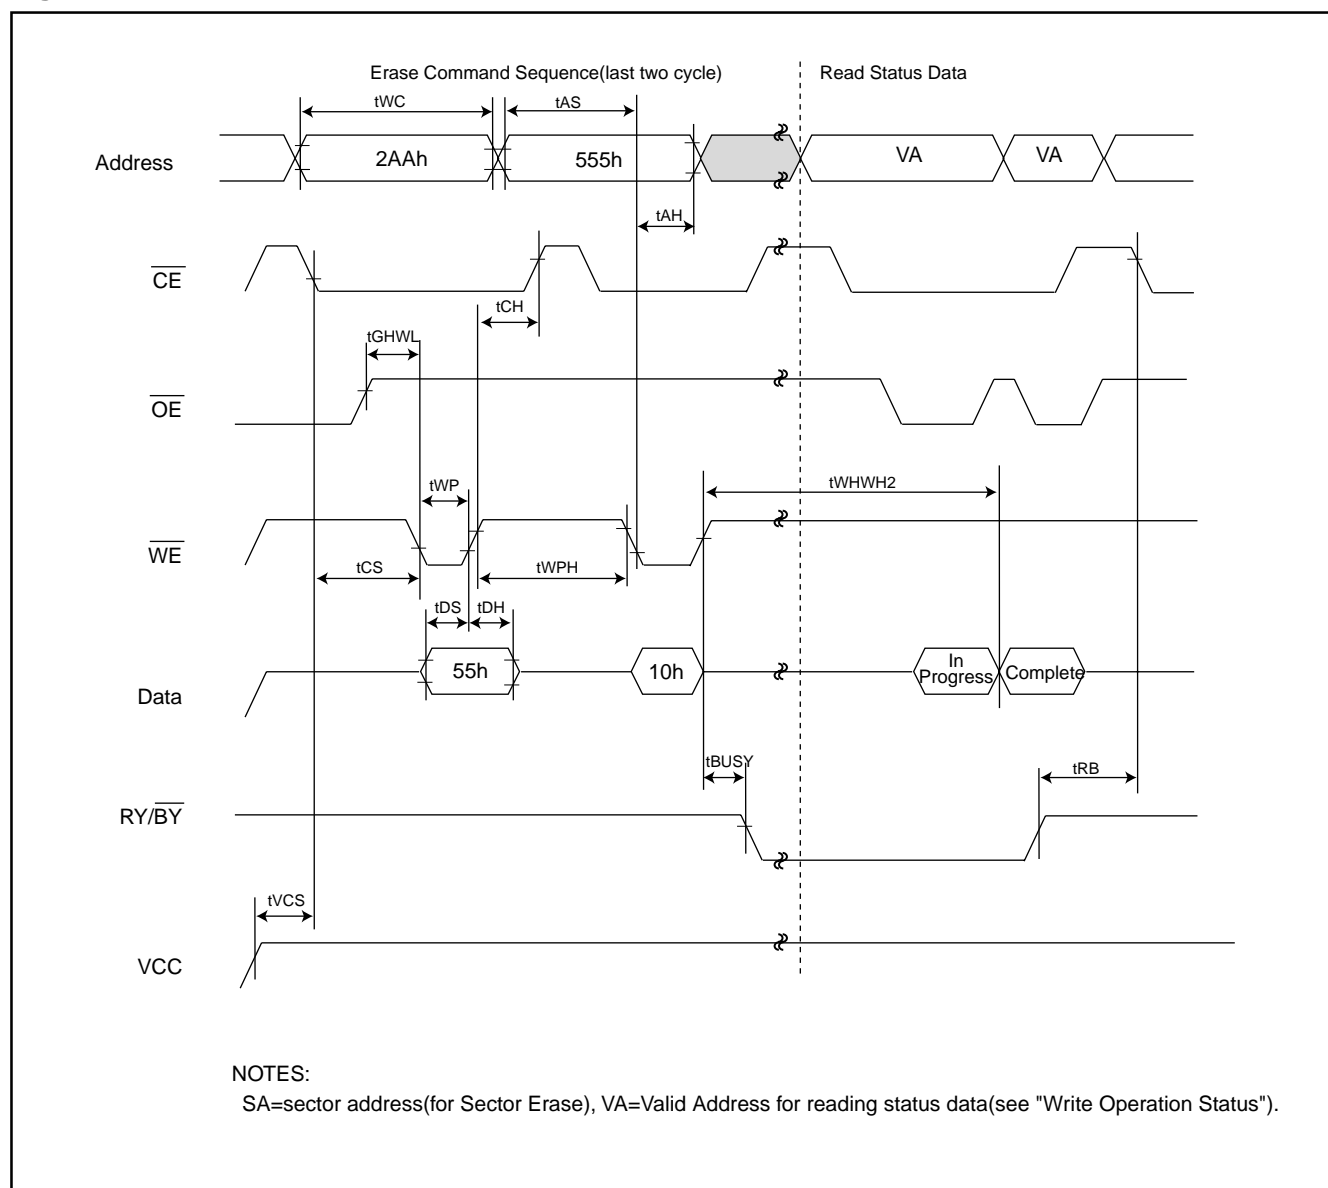 Erase Command Sequence(last two cycle)
Read Status Data
tWC
tAS
Address
2AAh
555h
VA
VA
tAH
CE
tCH
tGHWL
OE
tWP
tWHWH2
WE
tCS
tWPH
tDS
tDH
Data
55h
10h
In
Progress
Complete
tBUSY
tRB
RY/BY
tVCS
VCC
NOTES:
SA=sector address(for Sector Erase), VA=Valid Address for reading status data(see "Write Operation Status").